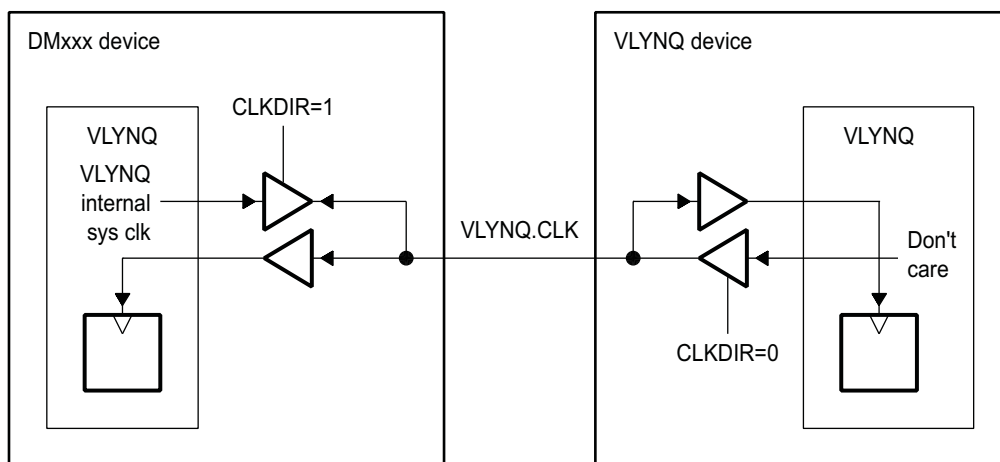 DMxxx device
VLYNQ device
CLKDIR=1
VLYNQ
VLYNQ
internal
sys clk
VLYNQ.CLK
VLYNQ
Don't
care
CLKDIR=0